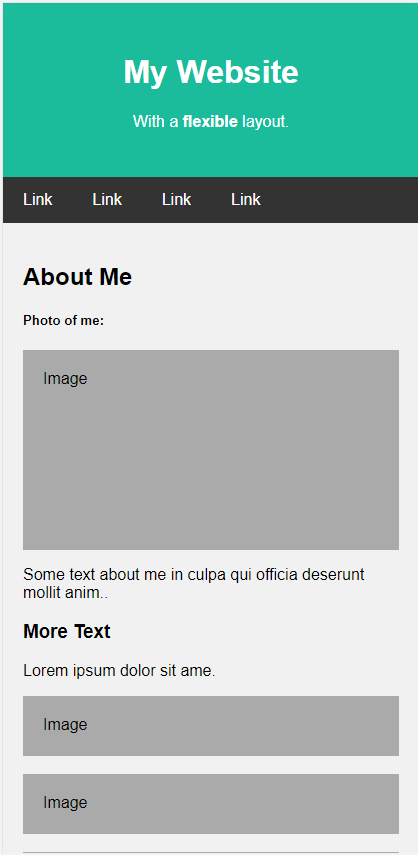 My Website
With a flexible layout.
Link Link Link Link
About Me
Photo of me:
Image
Some text about me in culpa qui officia deserunt
mollit anim..
More Text
Lorem ipsum dolor sit ame.
Image
Image